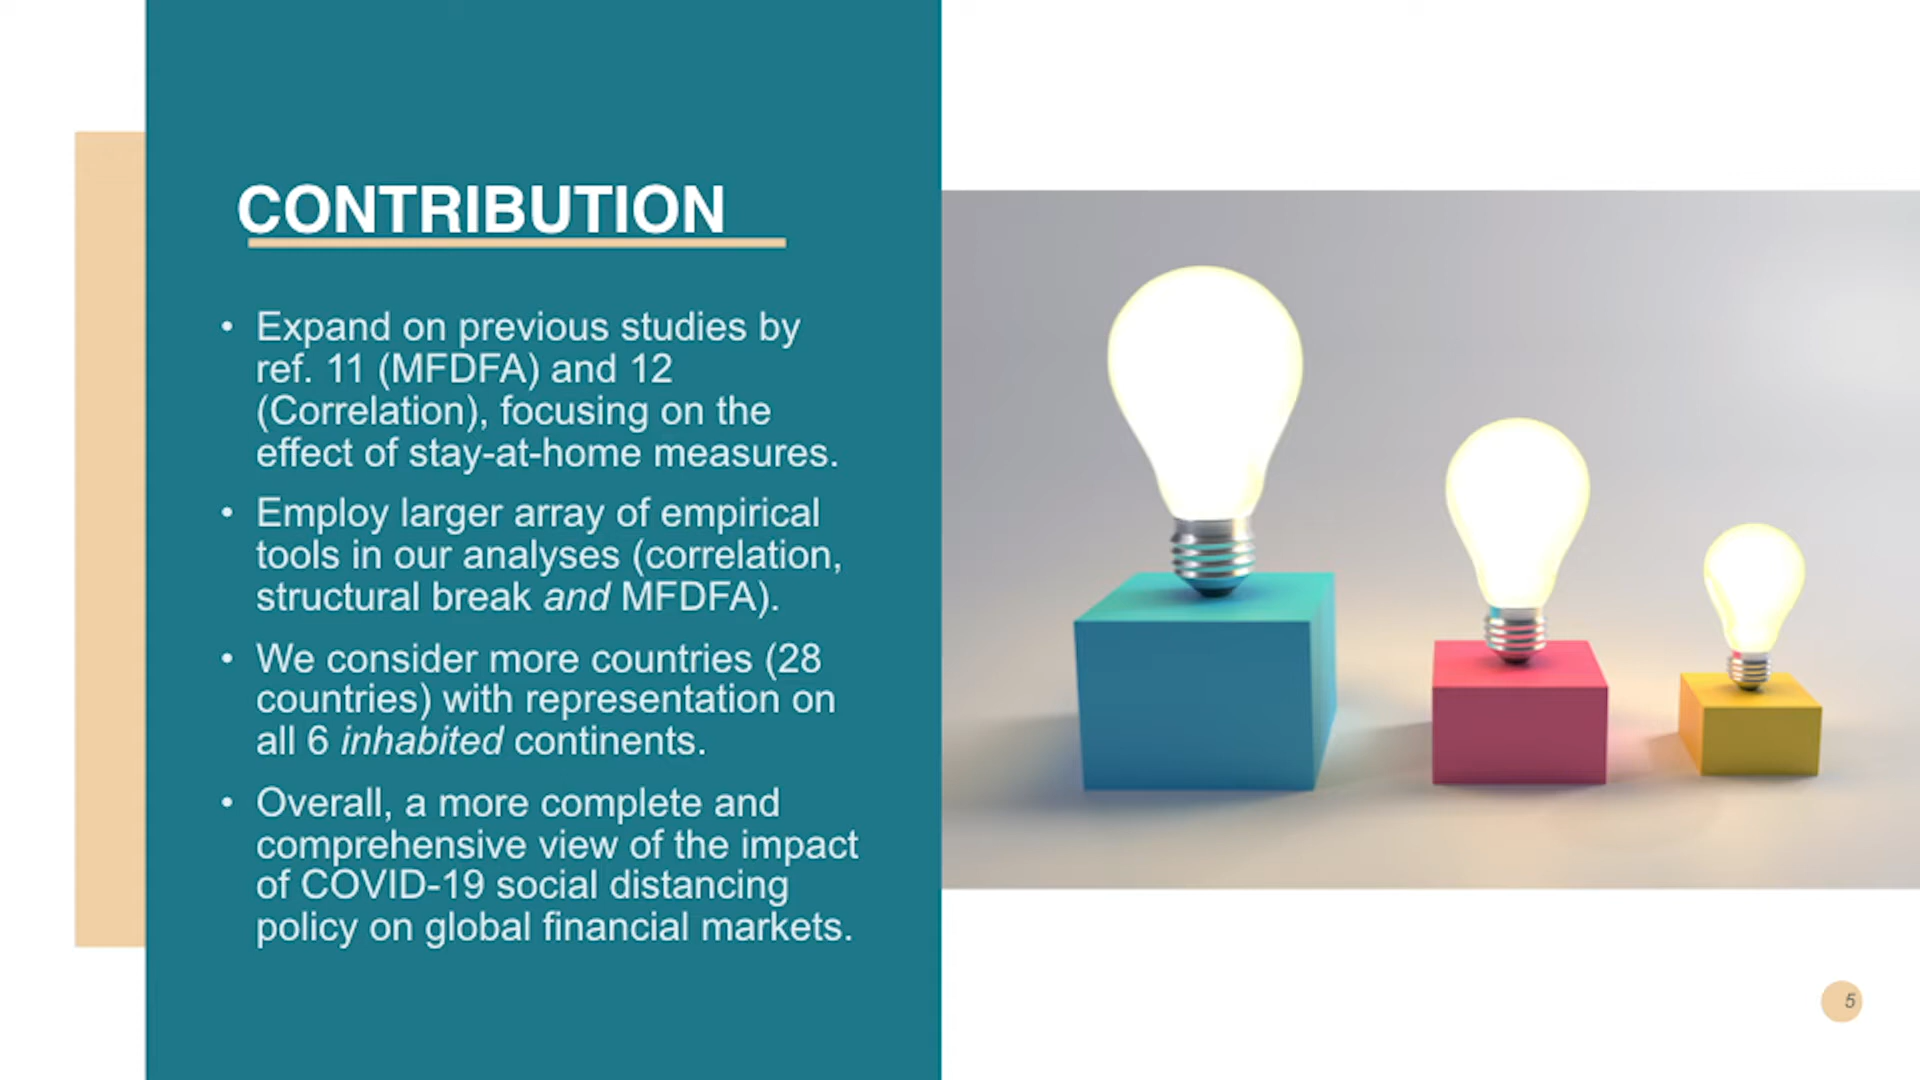 CONTRIBUTION
• Expand on previous studies by
ref. 11 (MFDFA) and 12
(Correlation), focusing on the
effect of stay-at-home measures.
• Employ larger array of empirical
tools in our analyses (correlation,
structural break and MFDFA).
• We consider more countries (28
countries) with representation on
all 6 inhabited continents.
• Overall, a more complete and
comprehensive view of the impact
of COVID-19 social distancing
policy on global financial markets.
5